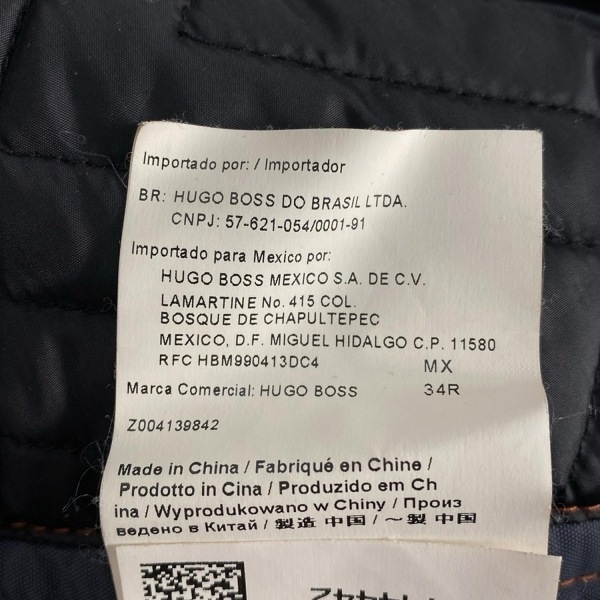 Importado por: / Importador
BR: HUGO BOSS DO BRASIL LTDA.
CNPJ: 57-621-054/0001-91
Importado para Mexico por:
HUGO BOSS MEXICO S.A. DE C.V.
LAMARTINE No. 415 COL.
BOSQUE DE CHAPULTEPEC
MEXICO, D.F. MIGUEL HIDALGO C.P. 11580
RFC HBM990413DC4 MX
Marca Comercial: HUGO BOSS 34R
Z004139842
Made in China / Fabriqué en Chine /
Prodotto in Cina / Produzido em Ch
ina / Wyprodukowano w Chiny / Произ
ведено в Китай / 製造 中国 / ～製 中国